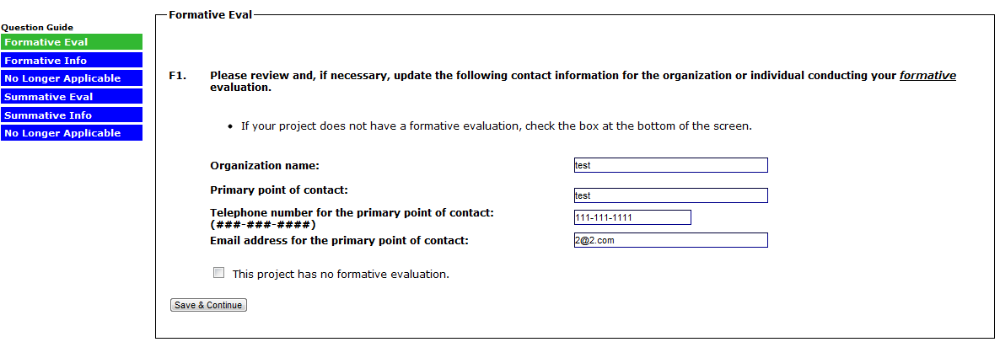 Question Guide
Formative Eval
Formative Info
No Longer Applicable
Summative Eval
Summative Info
No Longer Applicable
Formative Eval
F1. Please review and, if necessary, update the following contact information for the organization or individual conducting your formative
evaluation.
• If your project does not have a formative evaluation, check the box at the bottom of the screen.
Organization name: test
Primary point of contact: test
Telephone number for the primary point of contact: 111-111-1111
(###-###-####)
Email address for the primary point of contact: 2@2.com
This project has no formative evaluation.
Save & Continue